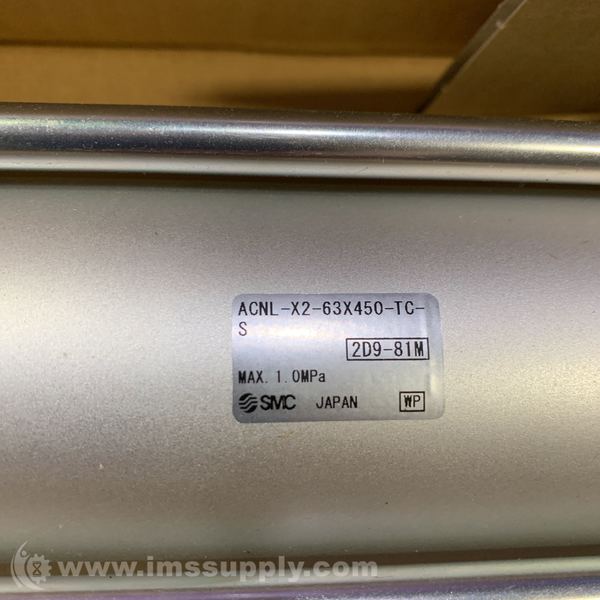 ACNL-X2-63X450-TC-
S
2D9-81M
MAX. 1.0MPa
SMC JAPAN WP
www.imssupply.com